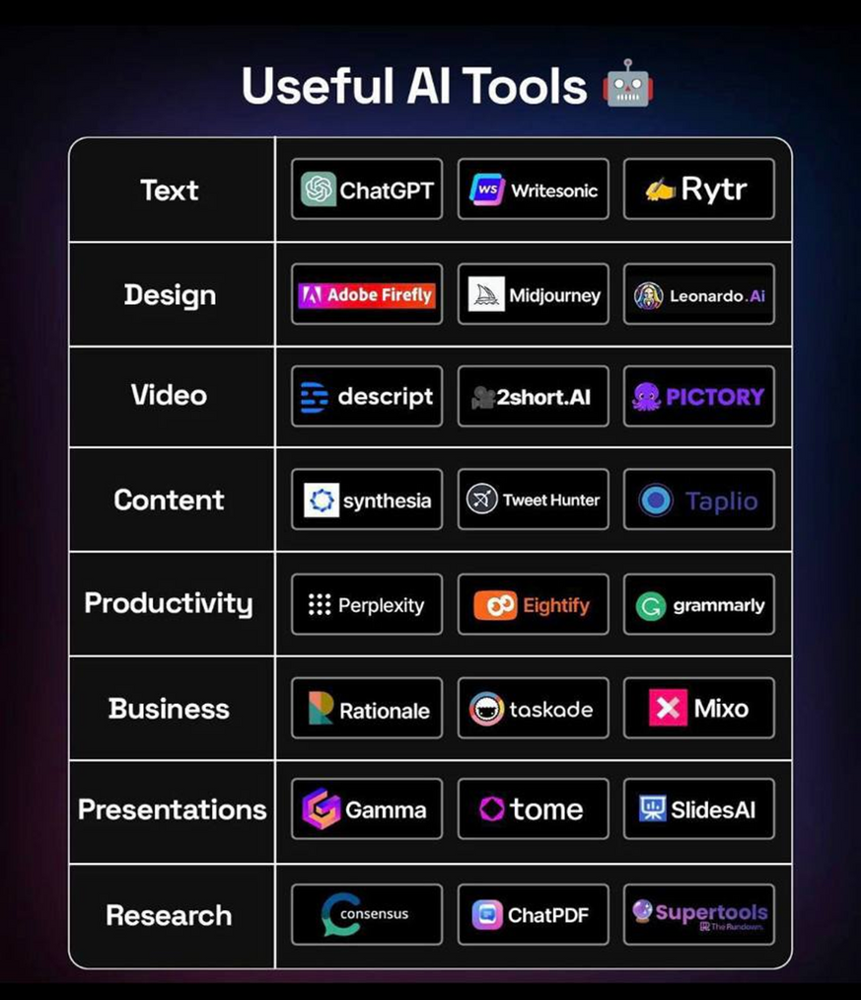 Useful AI Tools
Text
ChatGPT
WS Writesonic
Rytr
Design
Adobe Firefly
Midjourney
Leonardo.Ai
Video
descript
2short.AI
PICTORY
Content
synthesia
Tweet Hunter
Taplio
Productivity
Perplexity
Eightify
grammarly
Business
Rationale
taskade
Mixo
Presentations
Gamma
tome
SlidesAI
Research
consensus
ChatPDF
Supertools
The Rundown